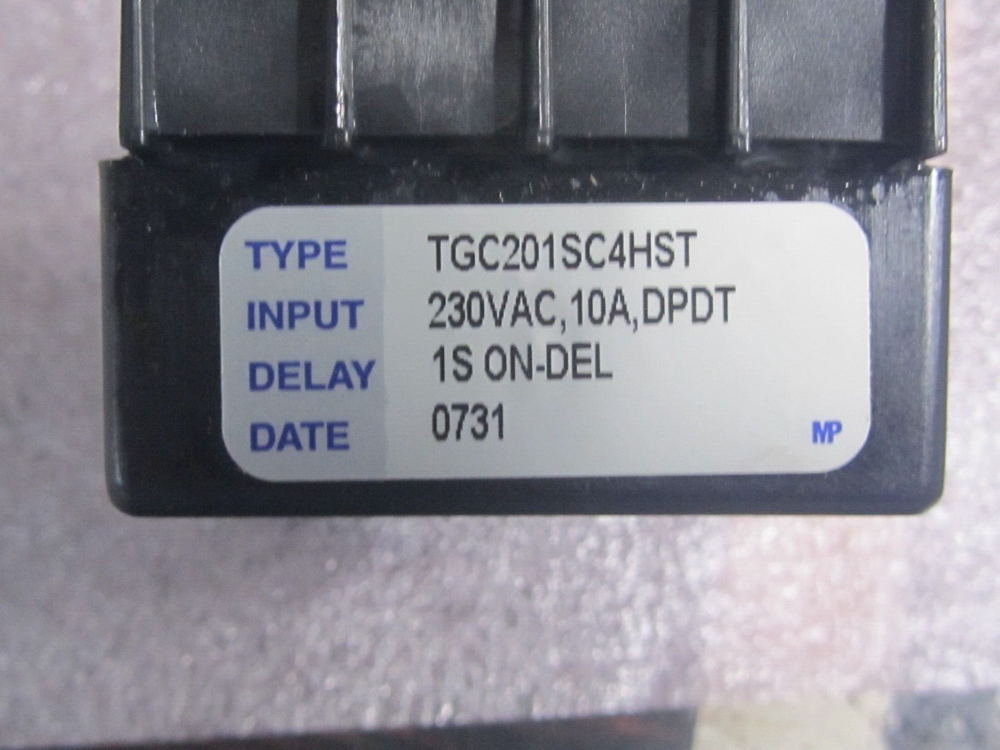 TYPE TGC201SC4HST
INPUT 230VAC,10A,DPDT
DELAY 1S ON-DEL
DATE 0731
MP